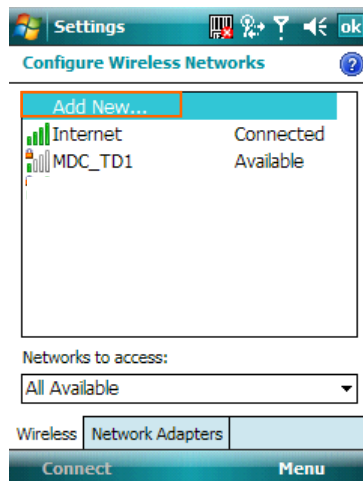 Settings ok
Configure Wireless Networks ?
Add New...
Internet Connected
MDC_TD1 Available
Networks to access:
All Available
Wireless Network Adapters
Connect Menu